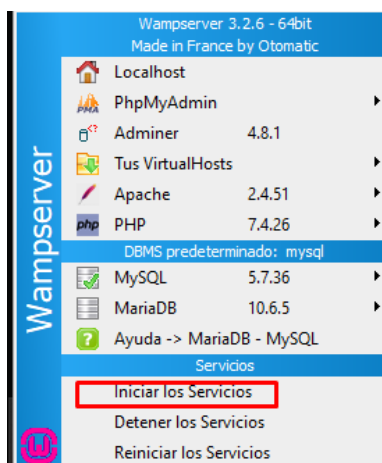 Wampserver 3.2.6 - 64bit
Made in France by Otomatic
Localhost
PhpMyAdmin
Adminer 4.8.1
Tus VirtualHosts
Apache 2.4.51
PHP 7.4.26
DBMS predeterminado: mysql
MySQL 5.7.36
MariaDB 10.6.5
Ayuda -> MariaDB - MySQL
Servicios
Iniciar los Servicios
Detener los Servicios
Reiniciar los Servicios
Wampserver
PMA
php